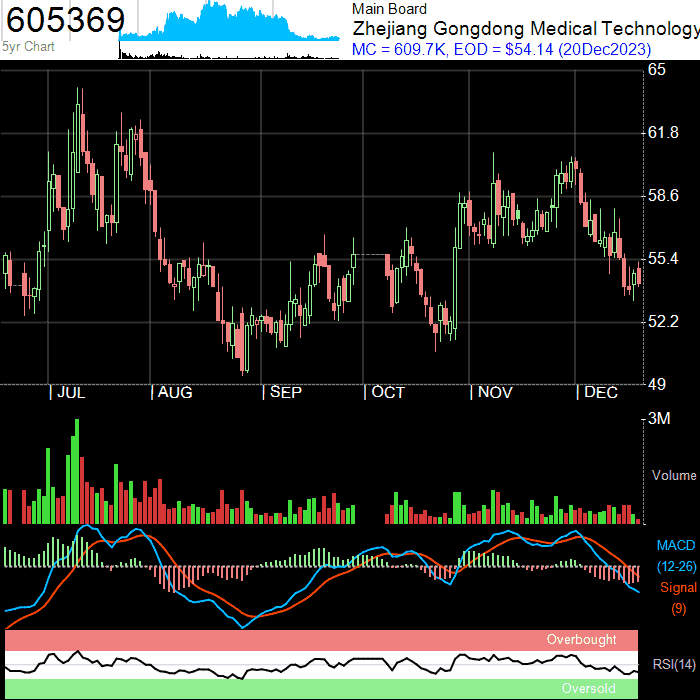 605369
5yr Chart
Main Board
Zhejiang Gongdong Medical Technology
MC = 609.7K, EOD = $54.14 (20Dec2023)
65
61.8
58.6
55.4
52.2
49
| JUL | AUG | SEP | OCT | NOV | DEC
3M
Volume
MACD
(12-26)
Signal
(9)
Overbought
RSI(14)
Oversold